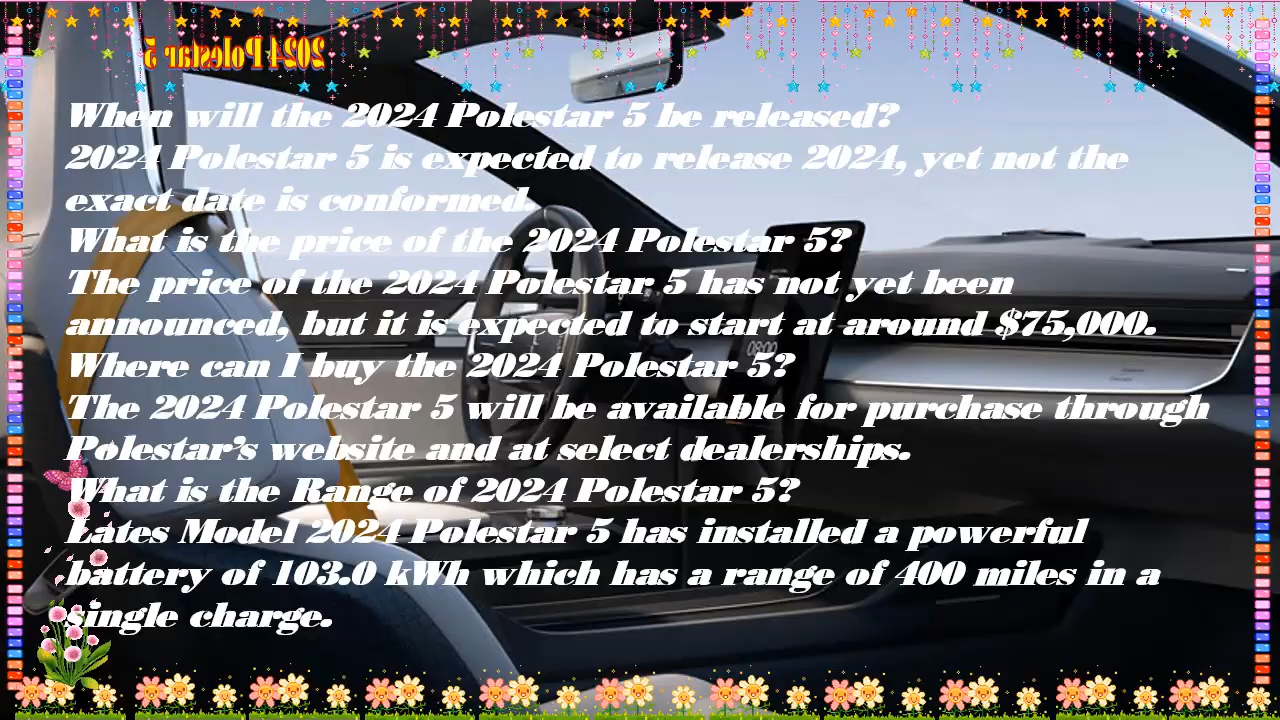 2024 Polestar 5
When will the 2024 Polestar 5 be released?
2024 Polestar 5 is expected to release 2024, yet not the
exact date is conformed.
What is the price of the 2024 Polestar 5?
The price of the 2024 Polestar 5 has not yet been
announced, but it is expected to start at around $75,000.
Where can I buy the 2024 Polestar 5?
The 2024 Polestar 5 will be available for purchase through
Polestar’s website and at select dealerships.
What is the Range of 2024 Polestar 5?
Lates Model 2024 Polestar 5 has installed a powerful
battery of 103.0 kWh which has a range of 400 miles in a
single charge.
08:00